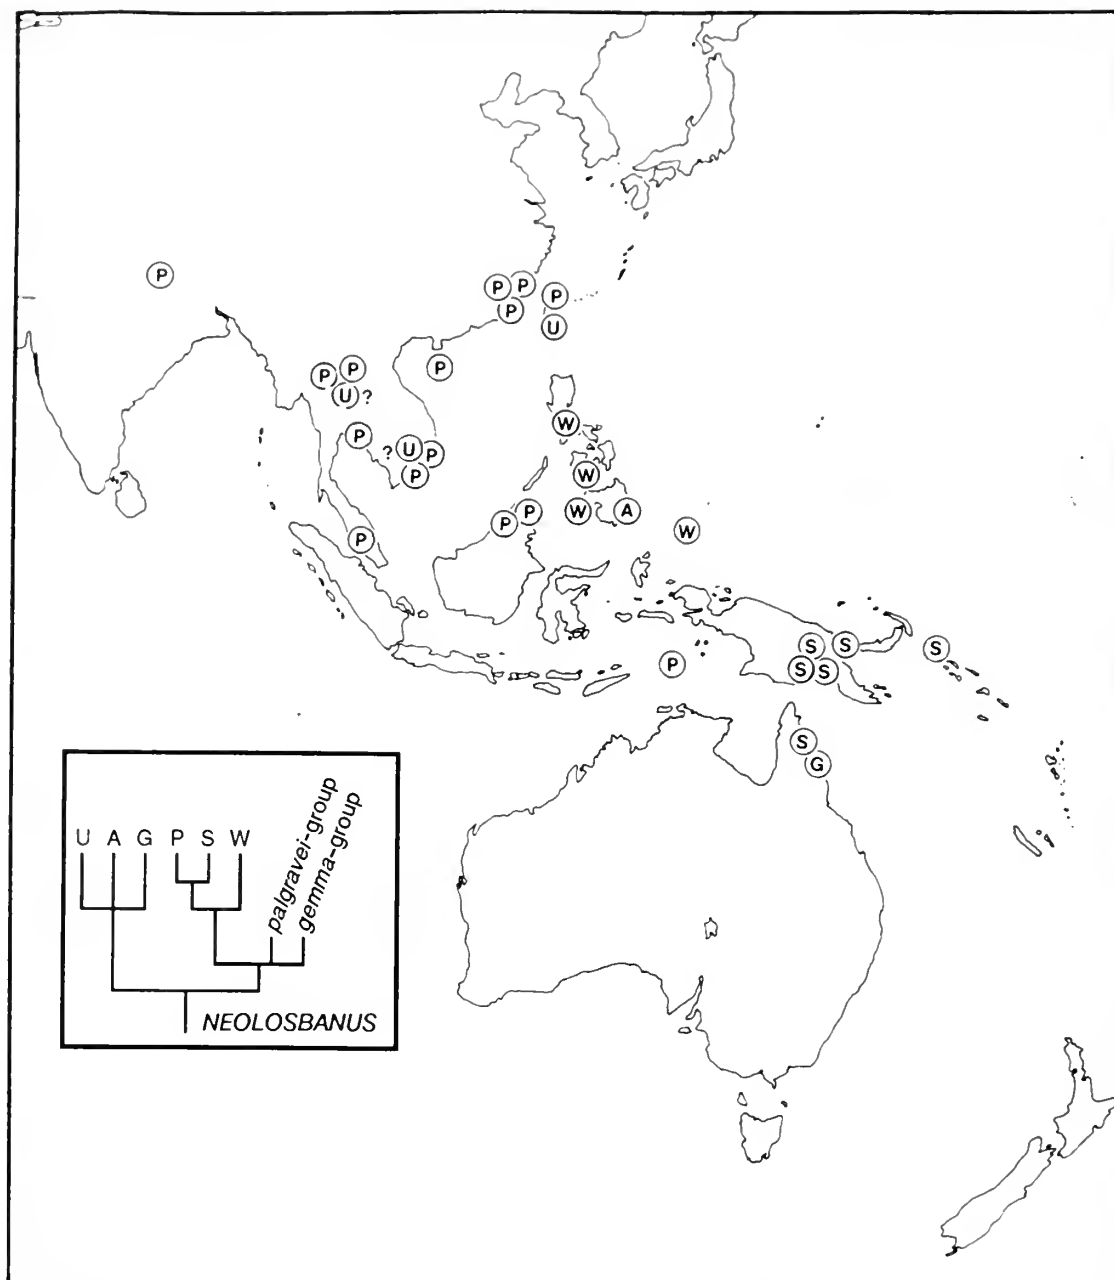 P
P P
P P
U
P P P
U ?
W
P ? U P
P
W
P P W ? A W
P
S S S
P S S
S
G
palgravei-group
gemma-group
U A G P S W
NEOLOSBANUS